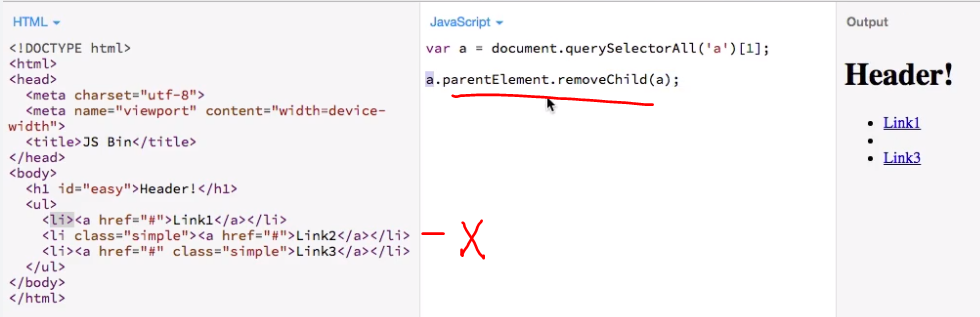 HTML
<!DOCTYPE html>
<html>
<head>
<meta charset="utf-8">
<meta name="viewport" content="width=device-
width">
<title>JS Bin</title>
</head>
<body>
<h1 id="easy">Header!</h1>
<ul>
<li><a href="#">Link1</a></li>
<li class="simple"><a href="#">Link2</a></li>
<li><a href="#" class="simple">Link3</a></li>
</ul>
</body>
</html>
- X
JavaScript
var a = document.querySelectorAll('a')[1];
a.parentElement.removeChild(a);
Output
Header!
Link1
Link3